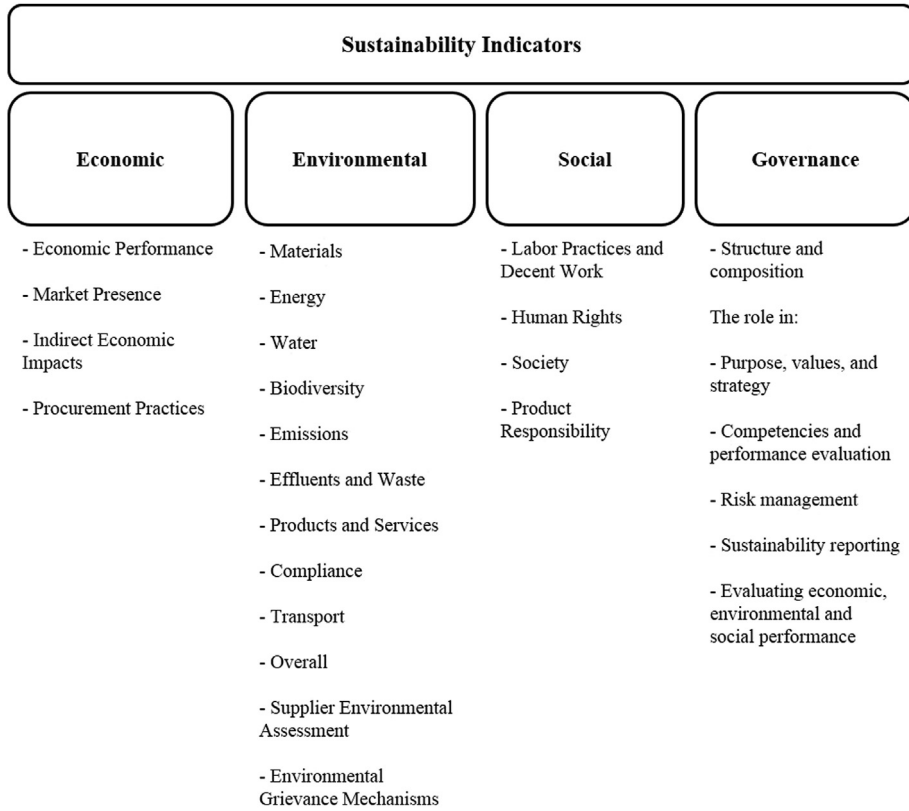 Sustainability Indicators
Economic
- Economic Performance
- Market Presence
- Indirect Economic
Impacts
- Procurement Practices
Environmental
- Materials
- Energy
- Water
- Biodiversity
- Emissions
- Effluents and Waste
- Products and Services
- Compliance
- Transport
- Overall
- Supplier Environmental
Assessment
- Environmental
Grievance Mechanisms
Social
- Labor Practices and
Decent Work
- Human Rights
- Society
- Product
Responsibility
Governance
- Structure and
composition
The role in:
- Purpose, values, and
strategy
- Competencies and
performance evaluation
- Risk management
- Sustainability reporting
- Evaluating economic,
environmental and
social performance